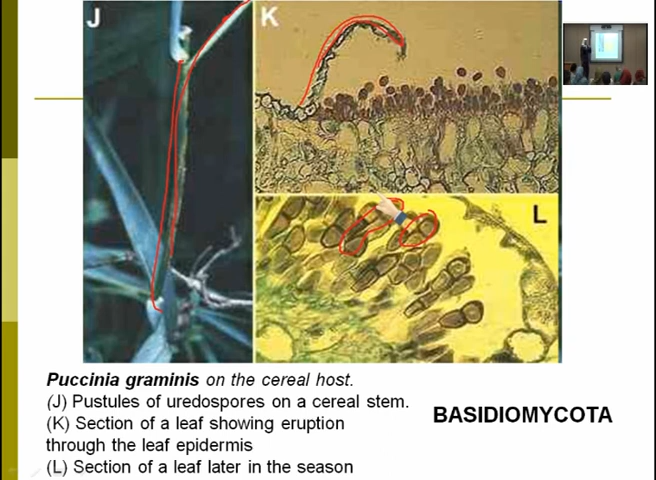 J
K
L
Puccinia graminis on the cereal host.
(J) Pustules of uredospores on a cereal stem.
(K) Section of a leaf showing eruption
through the leaf epidermis
(L) Section of a leaf later in the season
BASIDIOMYCOTA